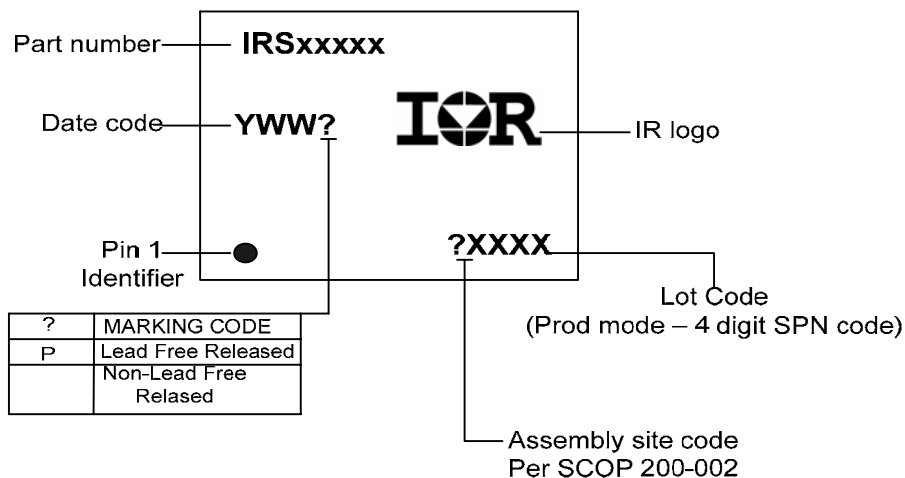 Part number
IRSxxxxx
Date code
YWW?
IOR
IR logo
Pin 1
Identifier
?XXXX
Lot Code
(Prod mode – 4 digit SPN code)
? MARKING CODE
P Lead Free Released
Non-Lead Free
Relased
Assembly site code
Per SCOP 200-002